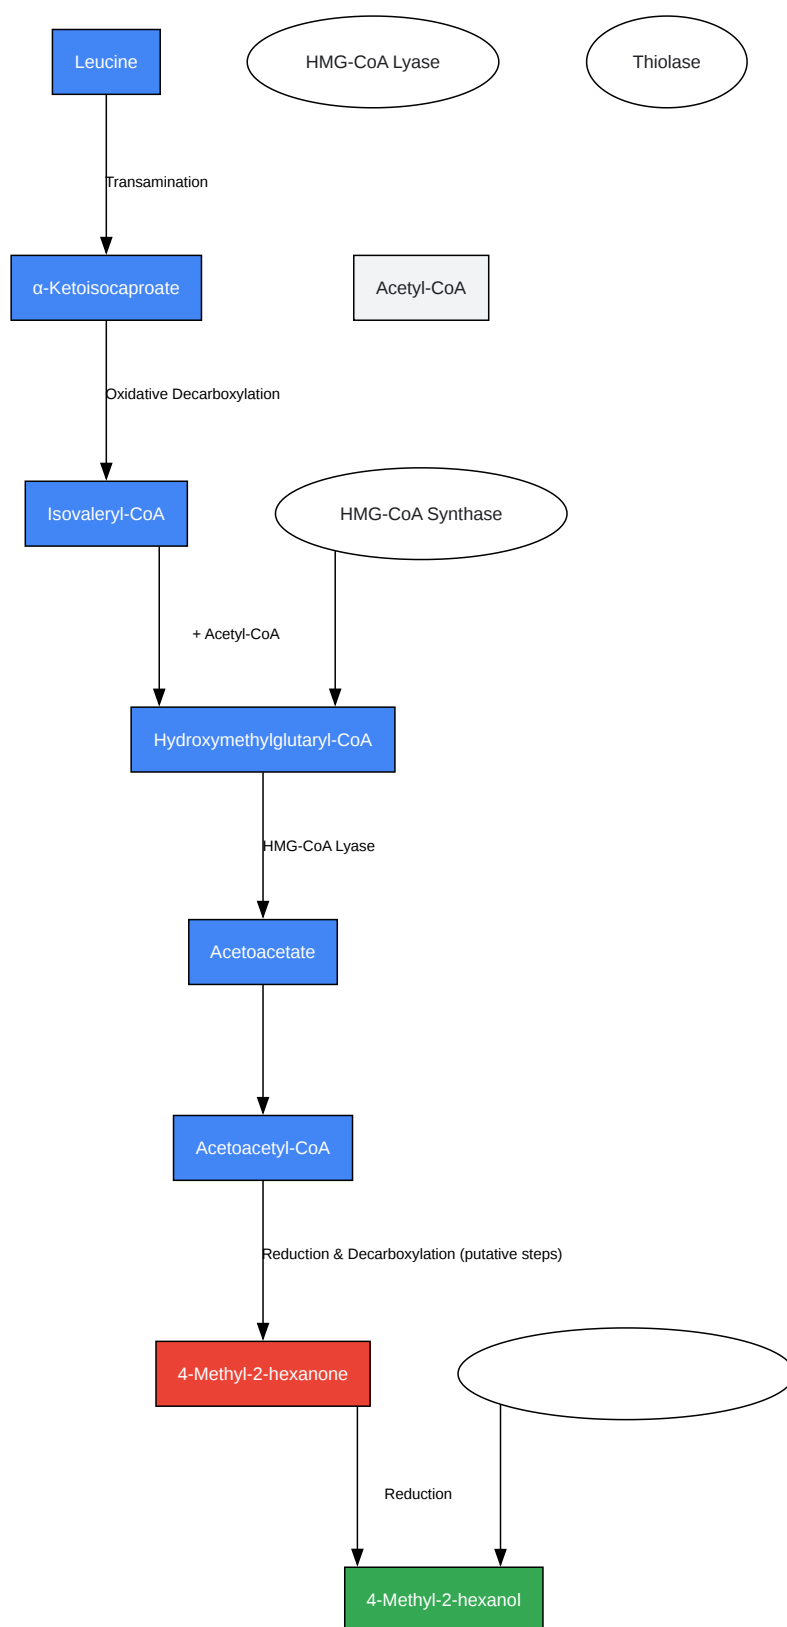 Leucine
HMG-CoA Lyase
Thiolase
Transamination
α-Ketoisocaproate
Acetyl-CoA
Oxidative Decarboxylation
Isovaleryl-CoA
HMG-CoA Synthase
+ Acetyl-CoA
Hydroxymethylglutaryl-CoA
HMG-CoA Lyase
Acetoacetate
Acetoacetyl-CoA
Reduction & Decarboxylation (putative steps)
4-Methyl-2-hexanone
Reduction
4-Methyl-2-hexanol